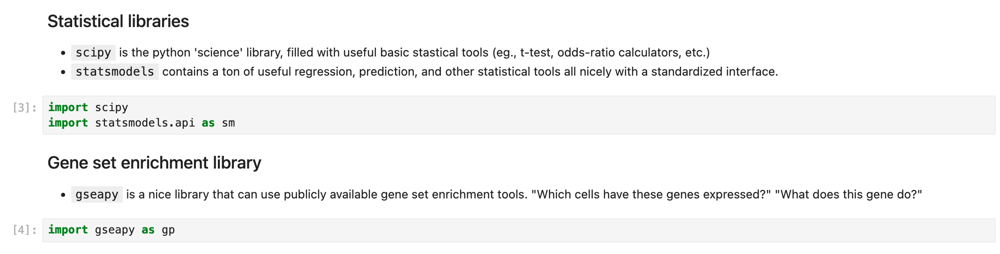 Statistical libraries
• scipy is the python 'science' library, filled with useful basic stastical tools (eg., t-test, odds-ratio calculators, etc.)
• statsmodels contains a ton of useful regression, prediction, and other statistical tools all nicely with a standardized interface.
[3]: import scipy
import statsmodels.api as sm
Gene set enrichment library
• gseapy is a nice library that can use publicly available gene set enrichment tools. "Which cells have these genes expressed?" "What does this gene do?"
[4]: import gseapy as gp